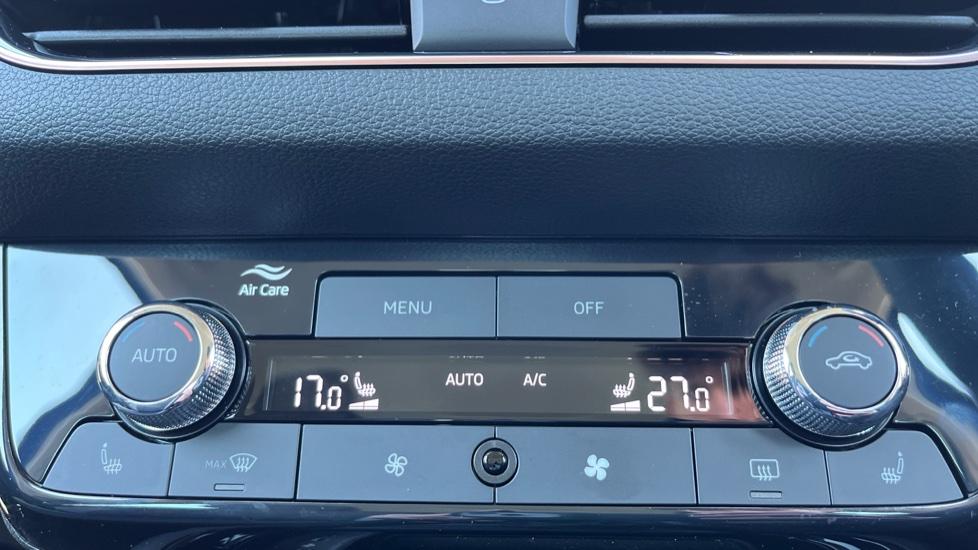 Air Care
MENU
OFF
AUTO
17.0°
AUTO
A/C
27.0°
MAX